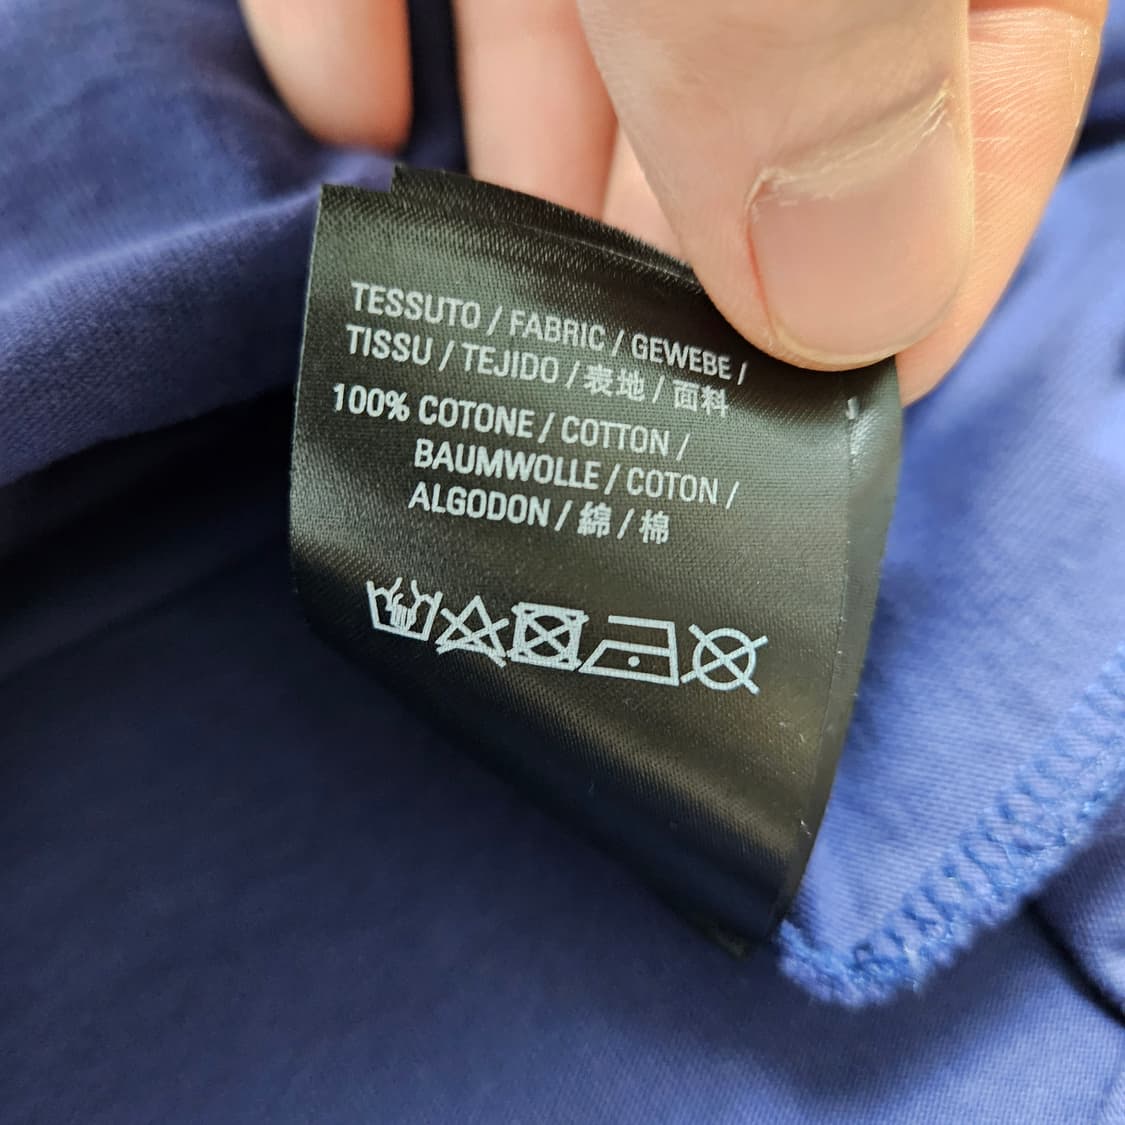 TESSUTO / FABRIC / GEWEBE /
TISSU / TEJIDO / 表地 / 面料
100% COTONE / COTTON /
BAUMWOLLE / COTON /
ALGODON / 綿 / 棉